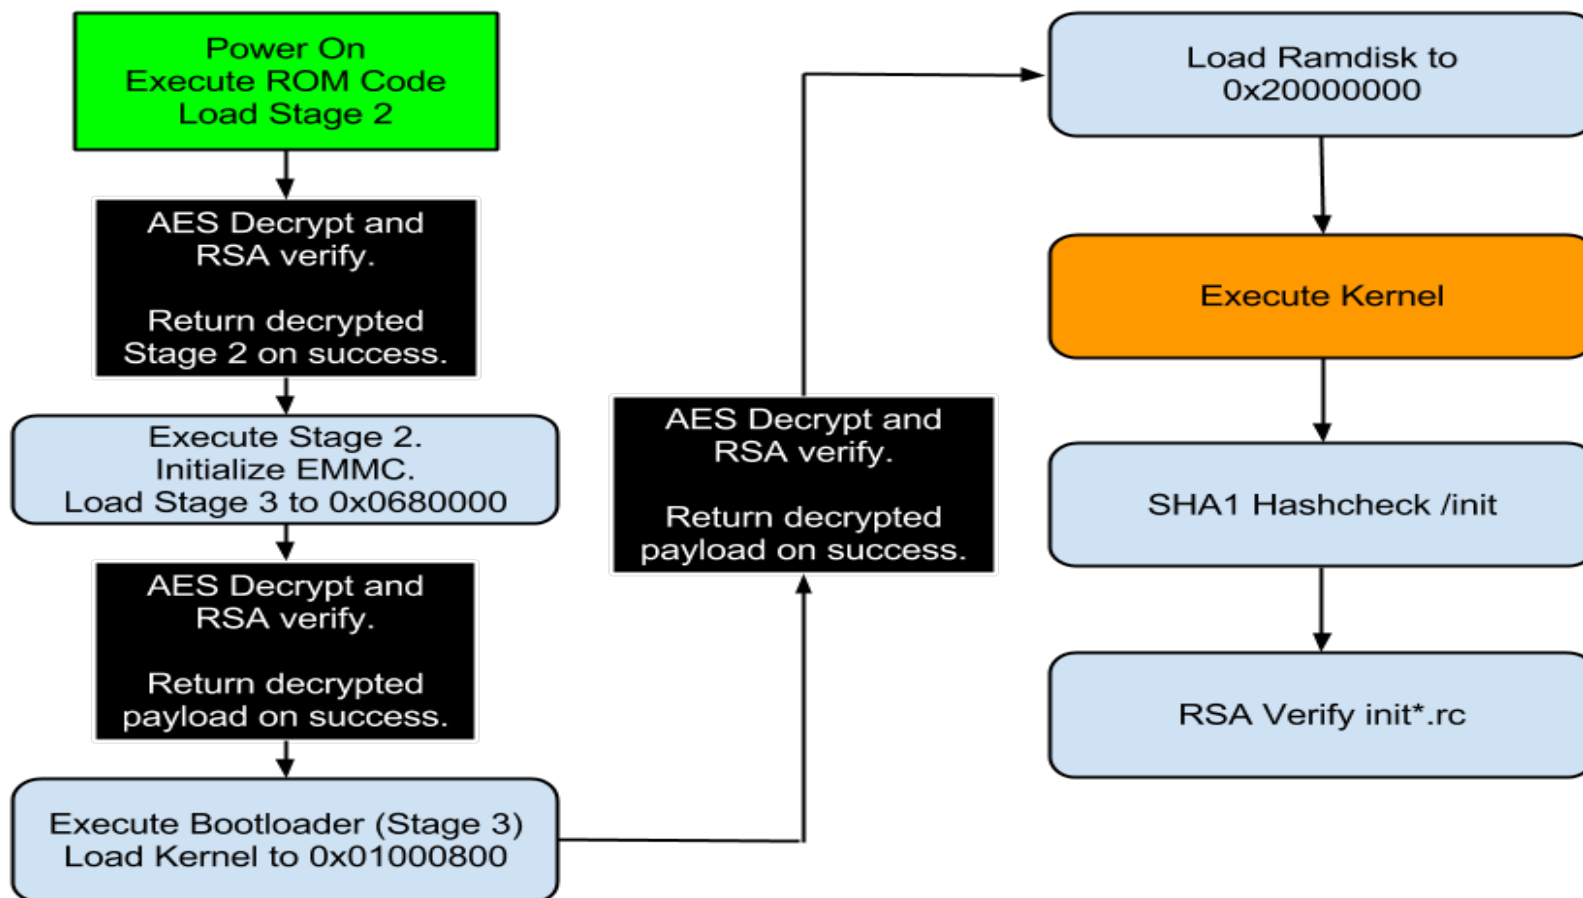 Power On
Execute ROM Code
Load Stage 2
AES Decrypt and
RSA verify.
Return decrypted
Stage 2 on success.
Execute Stage 2.
Initialize EMMC.
Load Stage 3 to 0x0680000
AES Decrypt and
RSA verify.
Return decrypted
payload on success.
Execute Bootloader (Stage 3)
Load Kernel to 0x01000800
AES Decrypt and
RSA verify.
Return decrypted
payload on success.
Load Ramdisk to
0x20000000
Execute Kernel
SHA1 Hashcheck /init
RSA Verify init*.rc